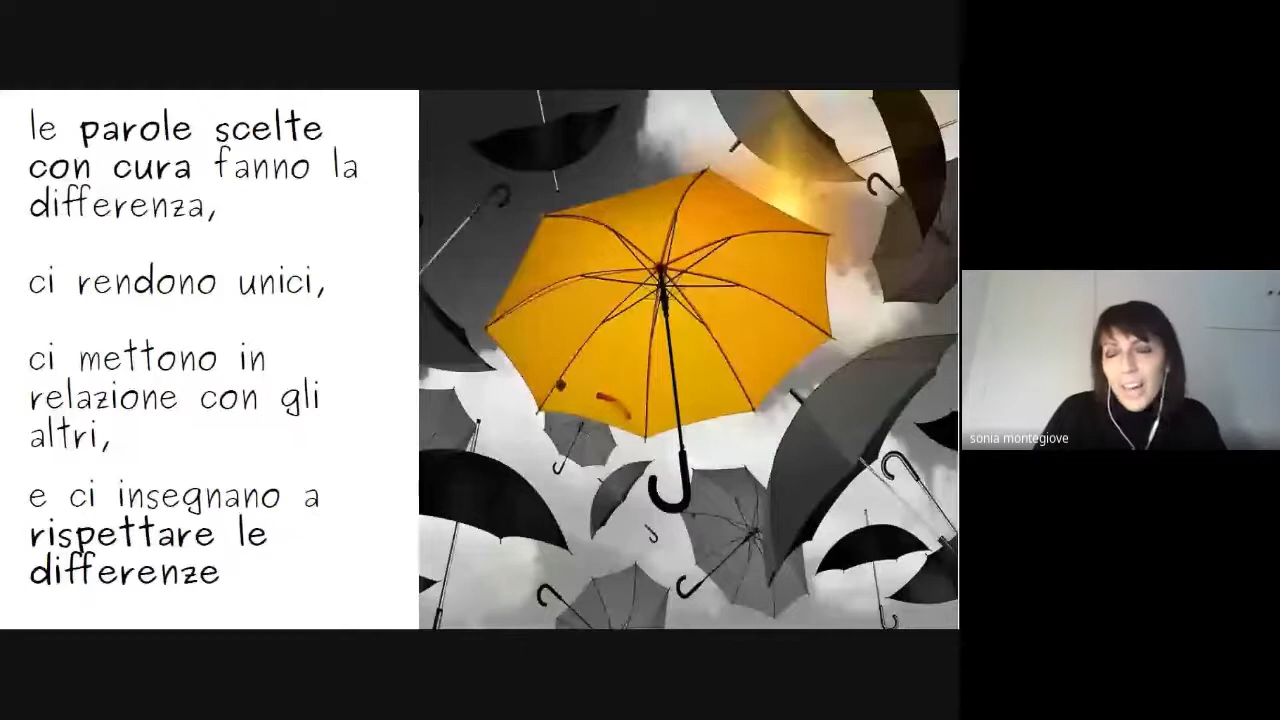 le parole scelte
con cura fanno la
differenza,
ci rendono unici,
ci mettono in
relazione con gli
altri,
e ci insegnano a
rispettare le
differenze
sonia montegiove